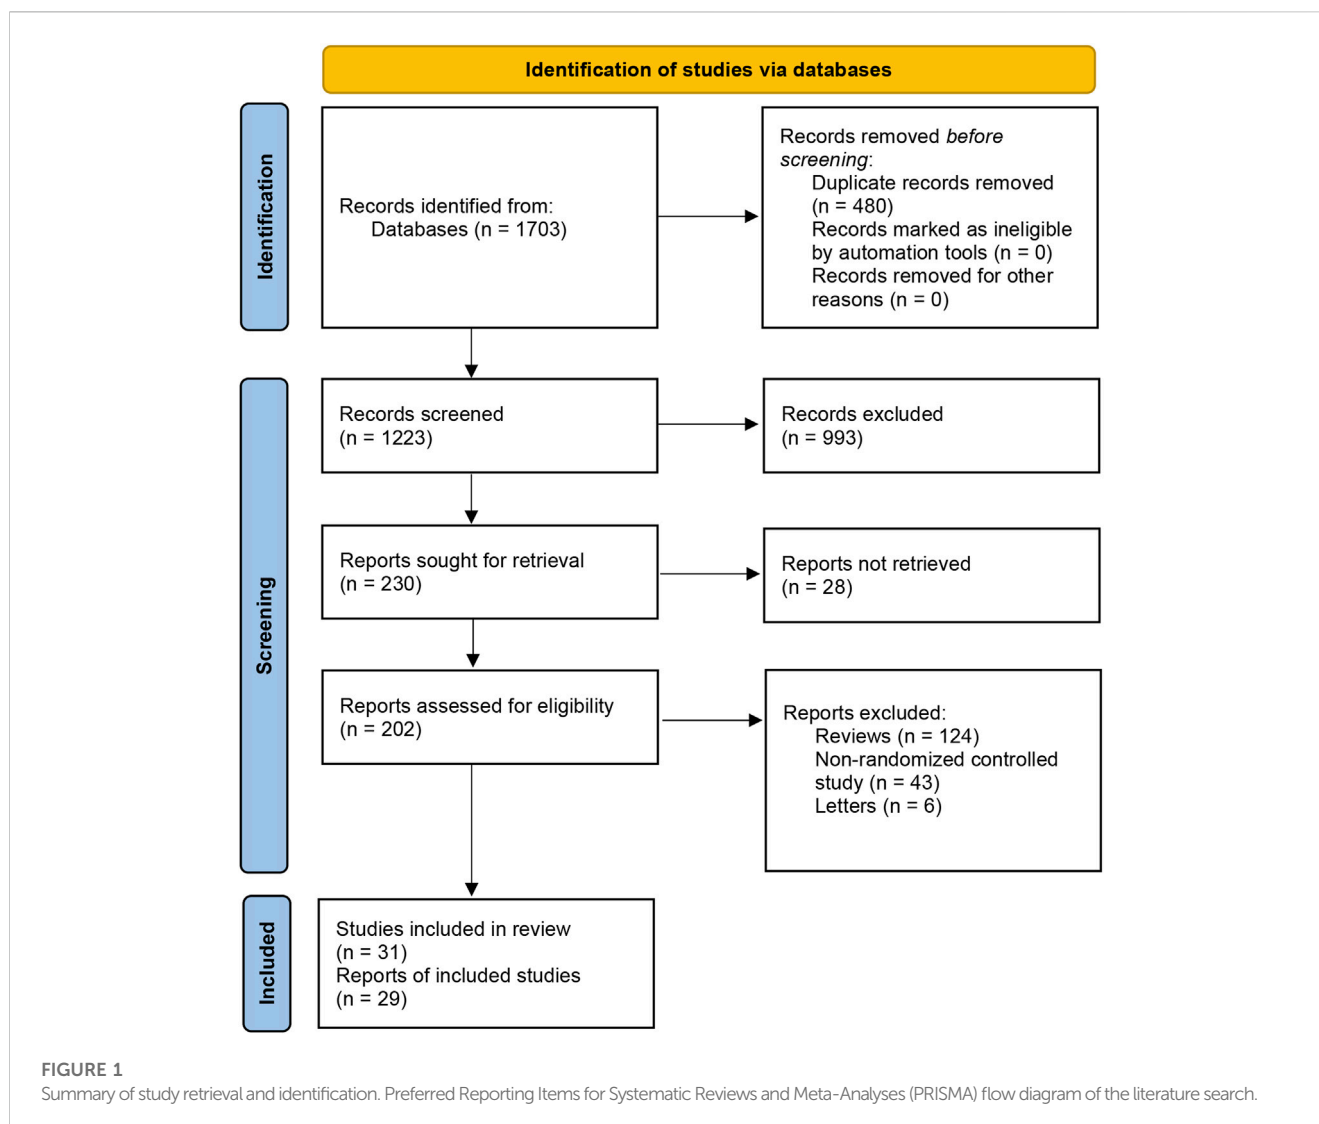 Identification of studies via databases
Identification
Records identified from:
Databases (n = 1703)
Records removed before
screening:
Duplicate records removed
(n = 480)
Records marked as ineligible
by automation tools (n = 0)
Records removed for other
reasons (n = 0)
Screening
Records screened
(n = 1223)
Records excluded
(n = 993)
Reports sought for retrieval
(n = 230)
Reports not retrieved
(n = 28)
Reports assessed for eligibility
(n = 202)
Reports excluded:
Reviews (n = 124)
Non-randomized controlled
study (n = 43)
Letters (n = 6)
Included
Studies included in review
(n = 31)
Reports of included studies
(n = 29)
FIGURE 1
Summary of study retrieval and identification. Preferred Reporting Items for Systematic Reviews and Meta-Analyses (PRISMA) flow diagram of the literature search.